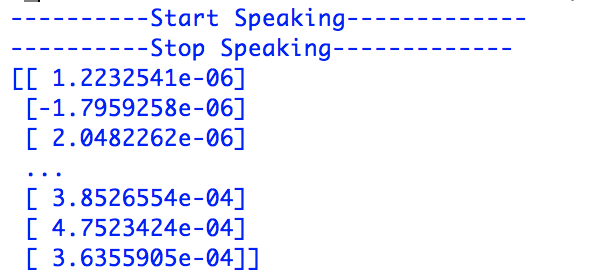 ----------Start Speaking-------------
----------Stop Speaking-------------
[[ 1.2232541e-06]
 [-1.7959258e-06]
 [ 2.0482262e-06]
 ...
 [ 3.8526554e-04]
 [ 4.7523424e-04]
 [ 3.6355905e-04]]